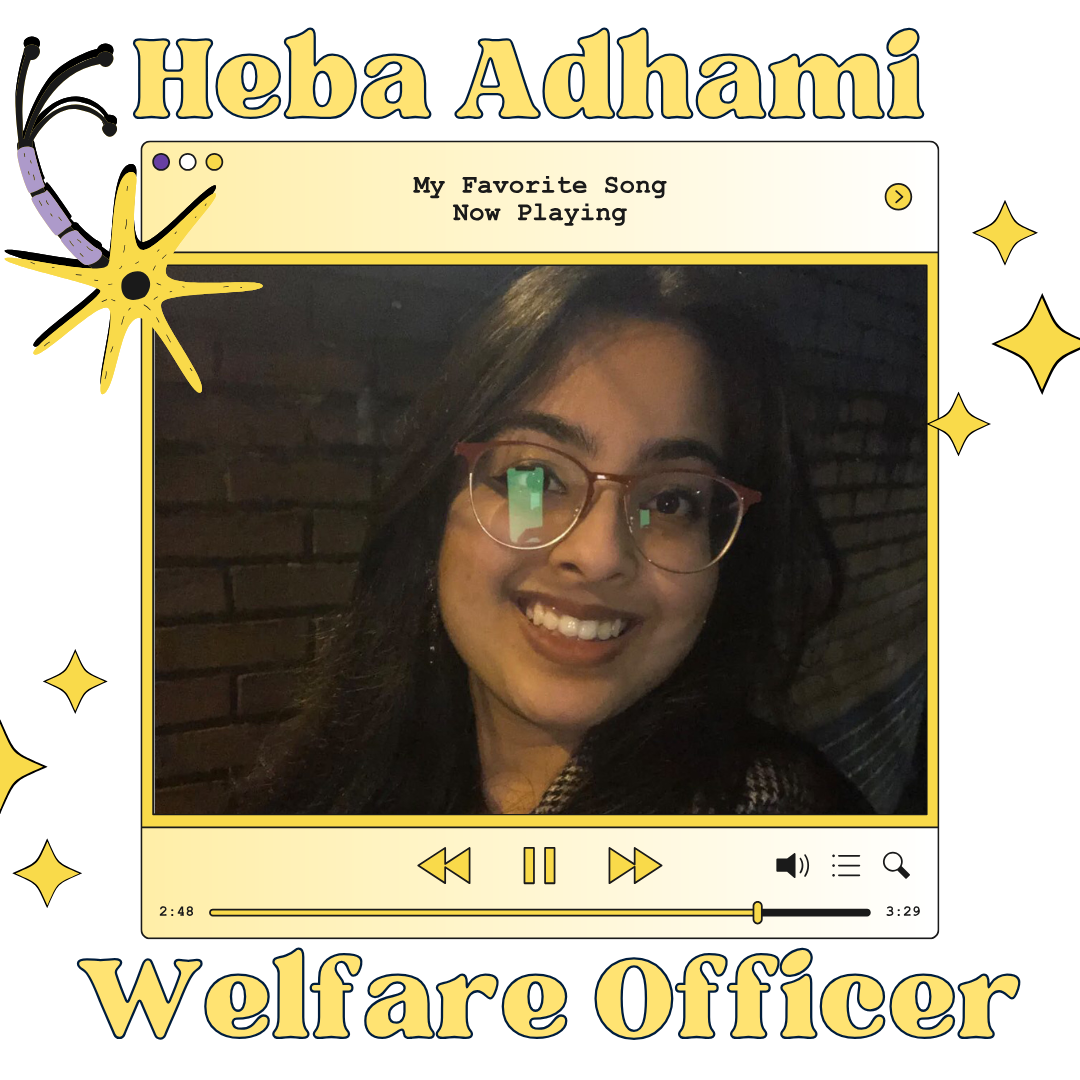 Heba Adhami
My Favorite Song
Now Playing
2:48
3:29
Welfare Officer